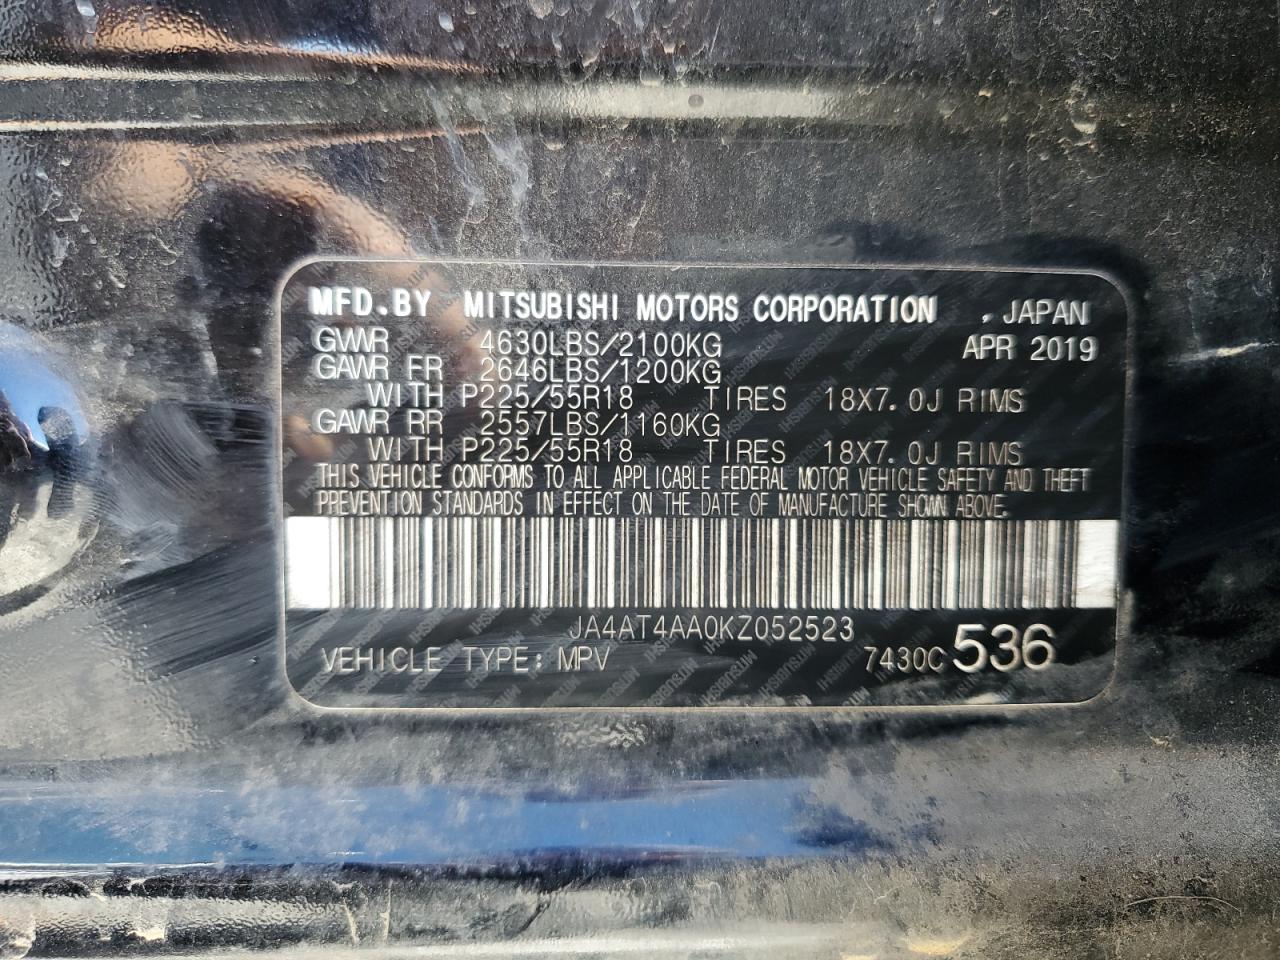 MFD.BY MITSUBISHI MOTORS CORPORATION , JAPAN
GVWR 4630LBS/2100KG APR 2019
GAWR FR 2646LBS/1200KG
WITH P225/55R18 TIRES 18X7.0J RIMS
GAWR RR 2557LBS/1160KG
WITH P225/55R18 TIRES 18X7.0J RIMS
THIS VEHICLE CONFORMS TO ALL APPLICABLE FEDERAL MOTOR VEHICLE SAFETY AND THEFT
PREVENTION STANDARDS IN EFFECT ON THE DATE OF MANUFACTURE SHOWN ABOVE.
JA4AT4AA0KZ052523
VEHICLE TYPE: MPV 7430C 536